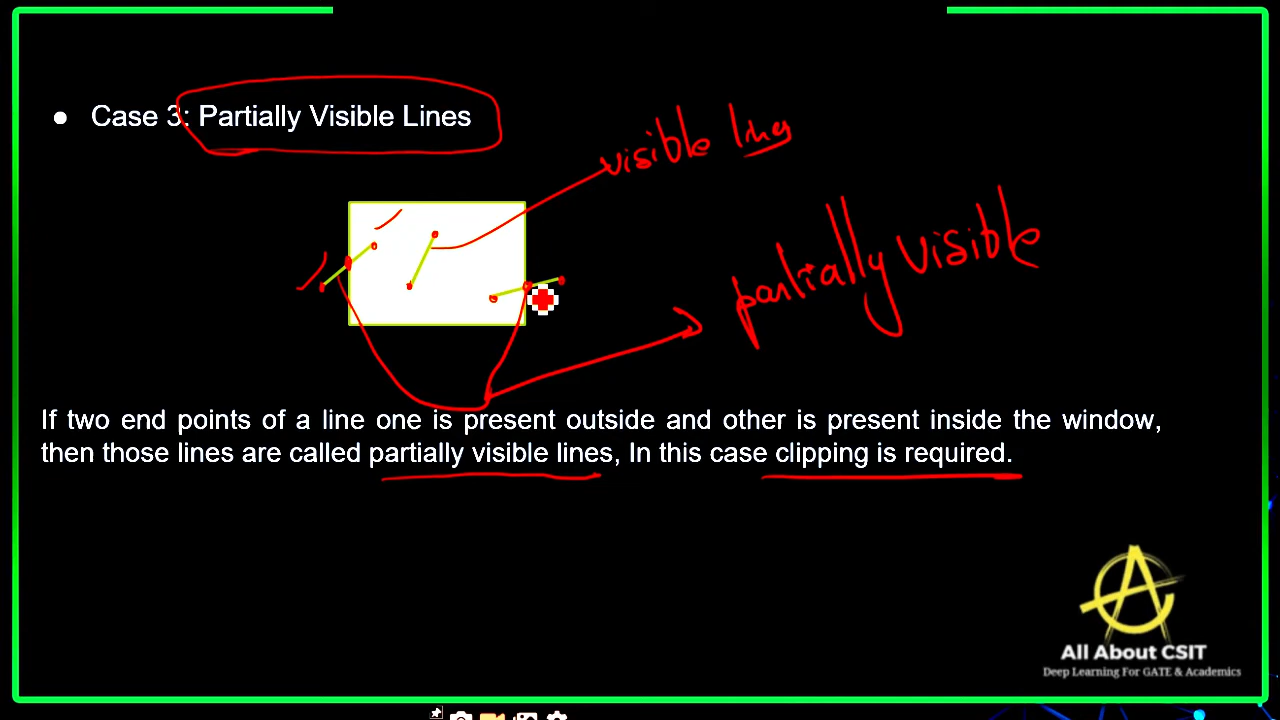 ● Case 3: Partially Visible Lines
visible line
partially visible
If two end points of a line one is present outside and other is present inside the window,
then those lines are called partially visible lines, In this case clipping is required.
All About CSIT
Deep Learning For GATE & Academics